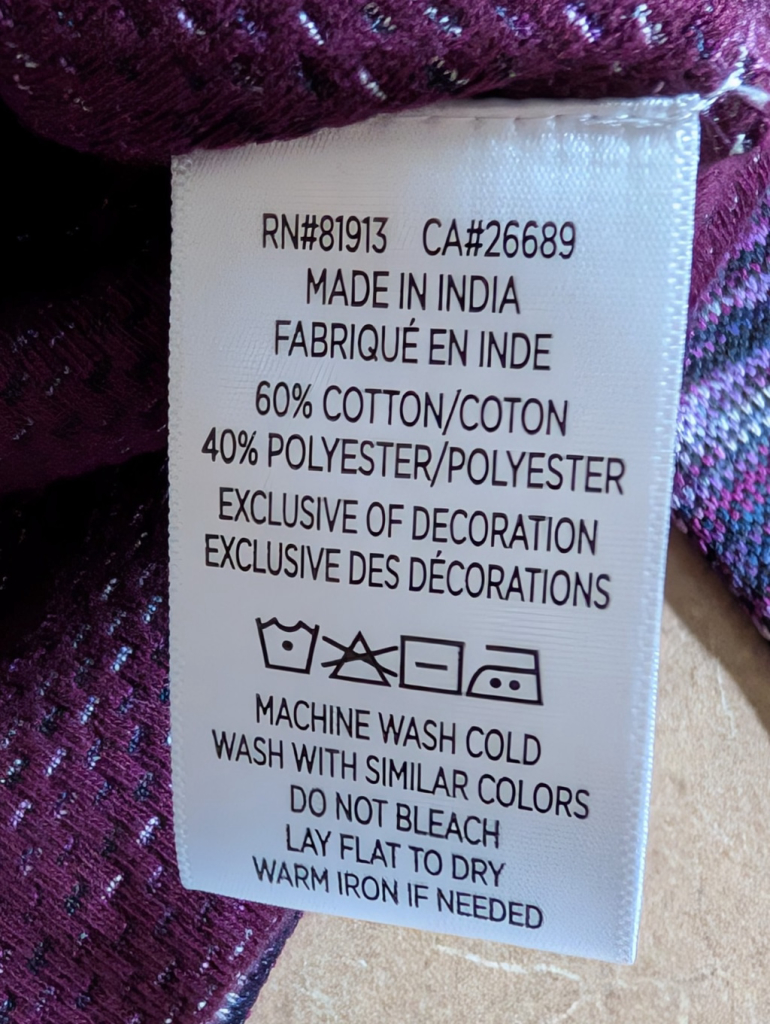 RN#81913 CA#26689
MADE IN INDIA
FABRIQUÉ EN INDE
60% COTTON/COTON
40% POLYESTER/POLYESTER
EXCLUSIVE OF DECORATION
EXCLUSIVE DES DÉCORATIONS
MACHINE WASH COLD
WASH WITH SIMILAR COLORS
DO NOT BLEACH
LAY FLAT TO DRY
WARM IRON IF NEEDED